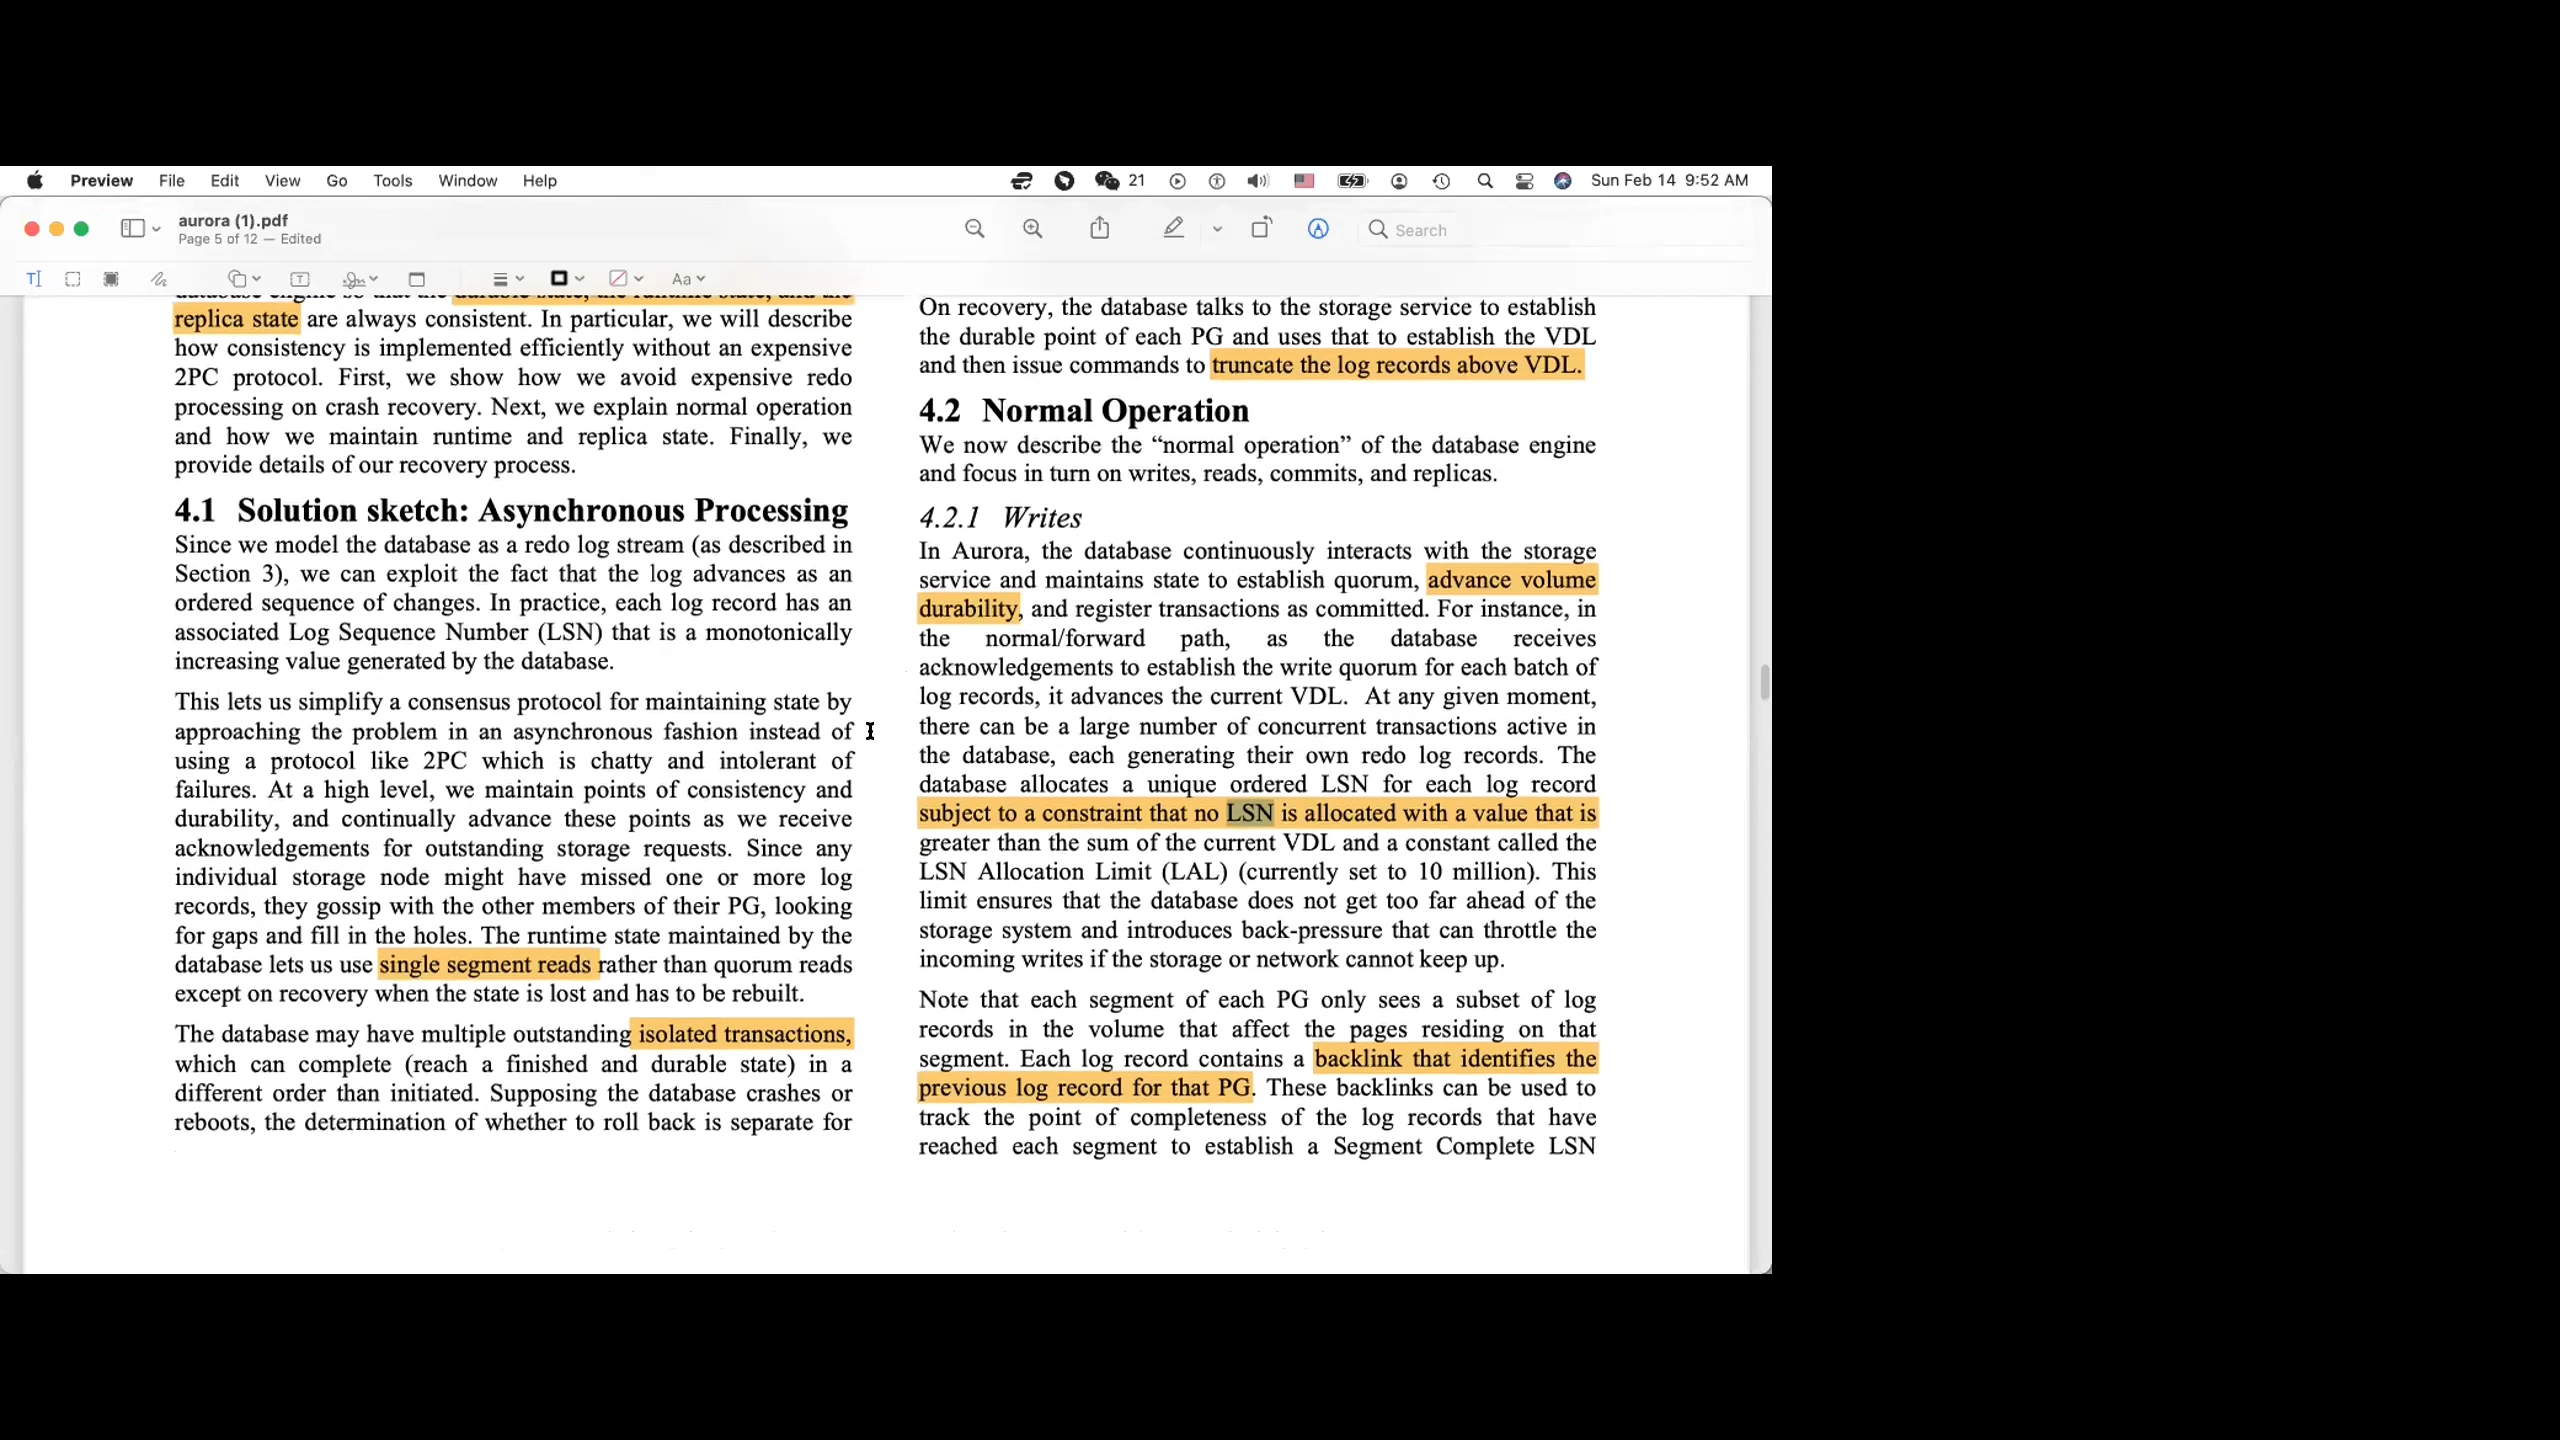 Preview File Edit View Go Tools Window Help 21 Sun Feb 14 9:52 AM
aurora (1).pdf
Page 5 of 12 — Edited
Search
Aa
replica state are always consistent. In particular, we will describe
how consistency is implemented efficiently without an expensive
2PC protocol. First, we show how we avoid expensive redo
processing on crash recovery. Next, we explain normal operation
and how we maintain runtime and replica state. Finally, we
provide details of our recovery process.
4.1 Solution sketch: Asynchronous Processing
Since we model the database as a redo log stream (as described in
Section 3), we can exploit the fact that the log advances as an
ordered sequence of changes. In practice, each log record has an
associated Log Sequence Number (LSN) that is a monotonically
increasing value generated by the database.
This lets us simplify a consensus protocol for maintaining state by
approaching the problem in an asynchronous fashion instead of
using a protocol like 2PC which is chatty and intolerant of
failures. At a high level, we maintain points of consistency and
durability, and continually advance these points as we receive
acknowledgements for outstanding storage requests. Since any
individual storage node might have missed one or more log
records, they gossip with the other members of their PG, looking
for gaps and fill in the holes. The runtime state maintained by the
database lets us use single segment reads rather than quorum reads
except on recovery when the state is lost and has to be rebuilt.
The database may have multiple outstanding isolated transactions,
which can complete (reach a finished and durable state) in a
different order than initiated. Supposing the database crashes or
reboots, the determination of whether to roll back is separate for
On recovery, the database talks to the storage service to establish
the durable point of each PG and uses that to establish the VDL
and then issue commands to truncate the log records above VDL.
4.2 Normal Operation
We now describe the “normal operation” of the database engine
and focus in turn on writes, reads, commits, and replicas.
4.2.1 Writes
In Aurora, the database continuously interacts with the storage
service and maintains state to establish quorum, advance volume
durability, and register transactions as committed. For instance, in
the normal/forward path, as the database receives
acknowledgements to establish the write quorum for each batch of
log records, it advances the current VDL. At any given moment,
there can be a large number of concurrent transactions active in
the database, each generating their own redo log records. The
database allocates a unique ordered LSN for each log record
subject to a constraint that no LSN is allocated with a value that is
greater than the sum of the current VDL and a constant called the
LSN Allocation Limit (LAL) (currently set to 10 million). This
limit ensures that the database does not get too far ahead of the
storage system and introduces back-pressure that can throttle the
incoming writes if the storage or network cannot keep up.
Note that each segment of each PG only sees a subset of log
records in the volume that affect the pages residing on that
segment. Each log record contains a backlink that identifies the
previous log record for that PG. These backlinks can be used to
track the point of completeness of the log records that have
reached each segment to establish a Segment Complete LSN